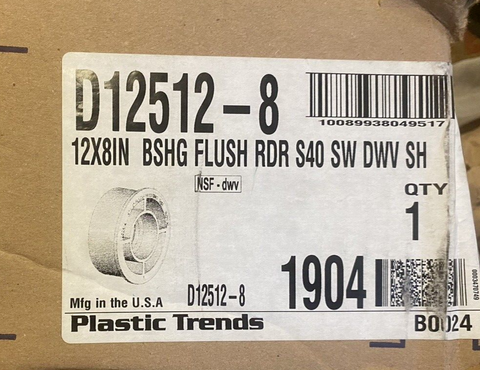 D12512-8
10089938049517
12X8IN BSHG FLUSH RDR S40 SW DWV SH
NSF - dwv
QTY
1
1904
Mfg in the U.S.A D12512-8
Plastic Trends
B0024